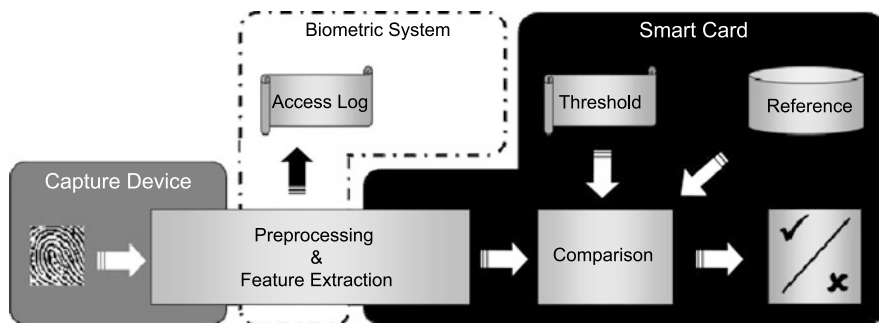 Biometric System
Smart Card
Access Log
Threshold
Reference
Capture Device
Preprocessing
&
Feature Extraction
Comparison